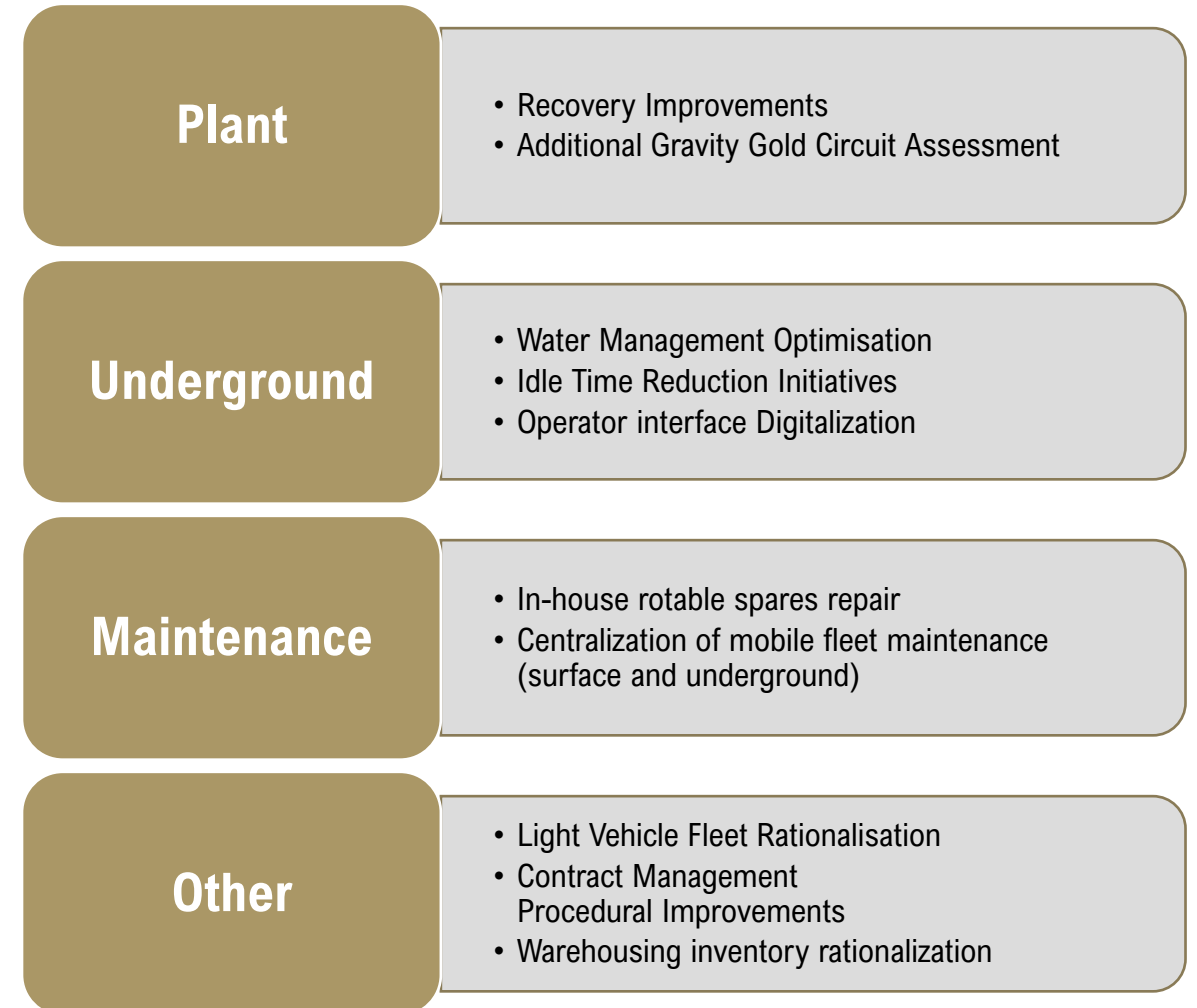 Plant
• Recovery Improvements
• Additional Gravity Gold Circuit Assessment
Underground
• Water Management Optimisation
• Idle Time Reduction Initiatives
• Operator interface Digitalization
Maintenance
• In-house rotable spares repair
• Centralization of mobile fleet maintenance
(surface and underground)
Other
• Light Vehicle Fleet Rationalisation
• Contract Management
Procedural Improvements
• Warehousing inventory rationalization